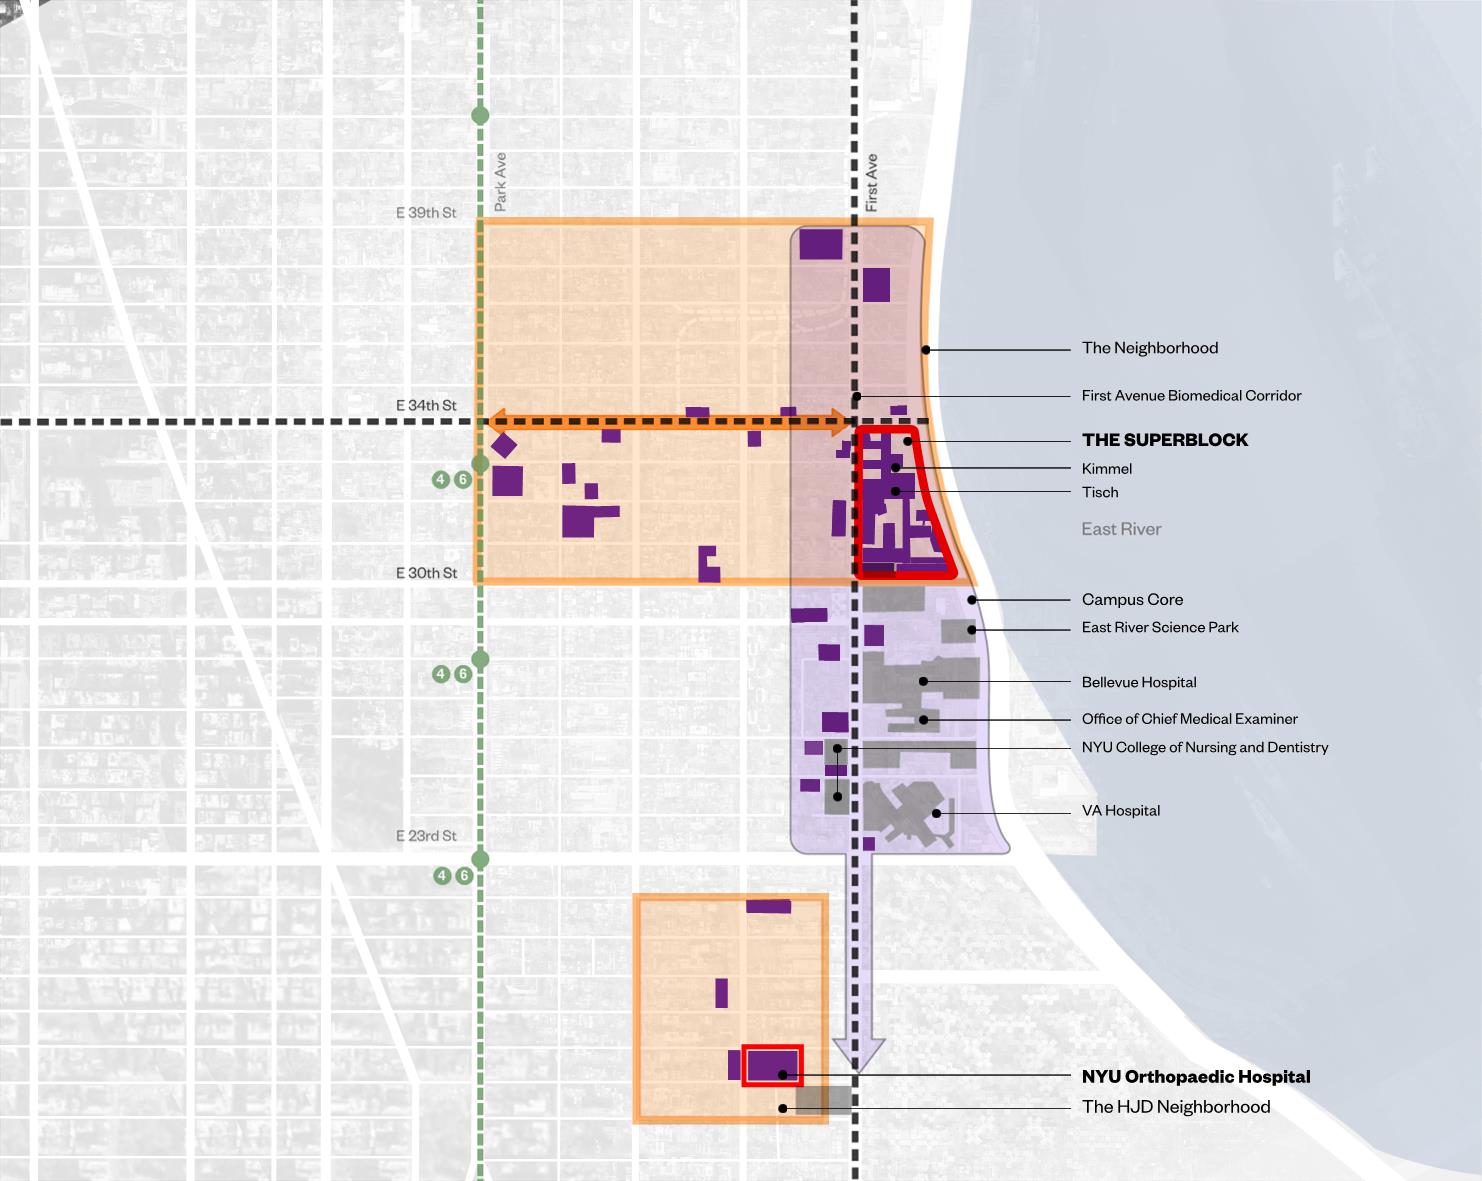 Park Ave
First Ave
E 39th St
The Neighborhood
First Avenue Biomedical Corridor
E 34th St
THE SUPERBLOCK
Kimmel
4 6
Tisch
East River
E 30th St
Campus Core
East River Science Park
4 6
Bellevue Hospital
Office of Chief Medical Examiner
NYU College of Nursing and Dentistry
VA Hospital
E 23rd St
4 6
NYU Orthopaedic Hospital
The HJD Neighborhood